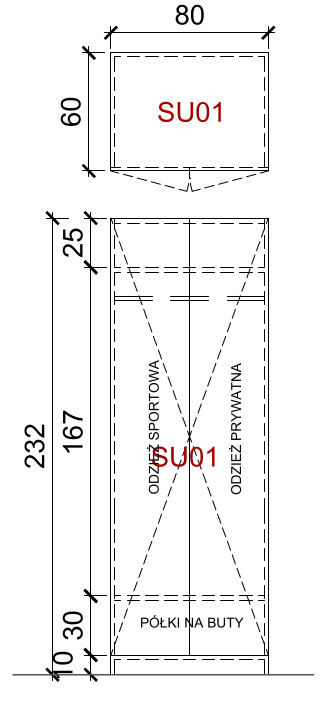 80
60
SU01
25
232
167
ODZIEŻ SPORTOWA
ODZIEŻ PRYWATNA
SU01
30
PÓŁKI NA BUTY
10